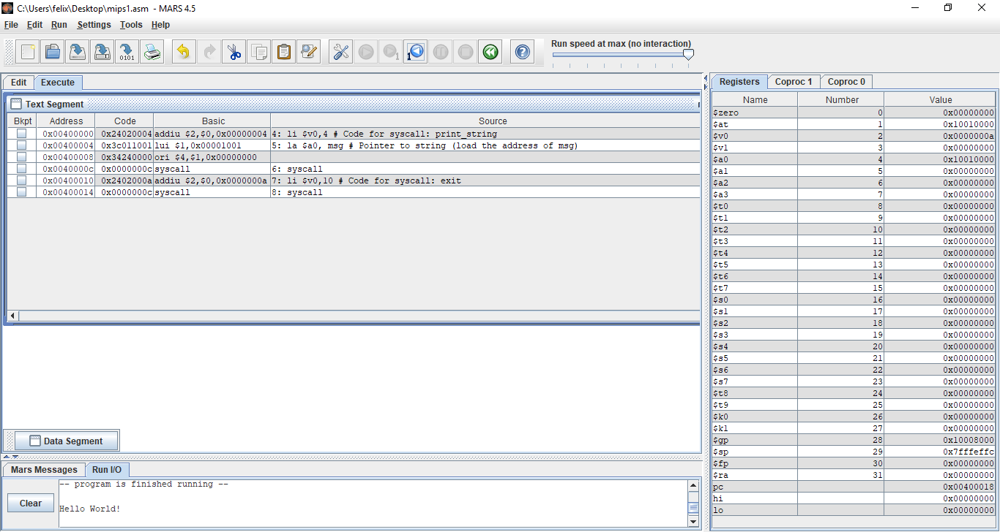 C:\Users\felix\Desktop\mips1.asm - MARS 4.5
File Edit Run Settings Tools Help
Run speed at max (no interaction)
Edit Execute
Text Segment
Bkpt Address Code Basic Source
0x00400000 0x24020004 addiu $2,$0,0x00000004 4: li $v0,4 # Code for syscall: print_string
0x00400004 0x3c011001 lui $1,0x00001001 5: la $a0, msg # Pointer to string (load the address of msg)
0x00400008 0x34240000 ori $4,$1,0x00000000
0x0040000c 0x0000000c syscall 6: syscall
0x00400010 0x2402000a addiu $2,$0,0x0000000a 7: li $v0,10 # Code for syscall: exit
0x00400014 0x0000000c syscall 8: syscall
Data Segment
Mars Messages Run I/O
-- program is finished running --
Clear
Hello World!
Registers Coproc 1 Coproc 0
Name Number Value
$zero 0 0x00000000
$at 1 0x10010000
$v0 2 0x0000000a
$v1 3 0x00000000
$a0 4 0x10010000
$a1 5 0x00000000
$a2 6 0x00000000
$a3 7 0x00000000
$t0 8 0x00000000
$t1 9 0x00000000
$t2 10 0x00000000
$t3 11 0x00000000
$t4 12 0x00000000
$t5 13 0x00000000
$t6 14 0x00000000
$t7 15 0x00000000
$s0 16 0x00000000
$s1 17 0x00000000
$s2 18 0x00000000
$s3 19 0x00000000
$s4 20 0x00000000
$s5 21 0x00000000
$s6 22 0x00000000
$s7 23 0x00000000
$t8 24 0x00000000
$t9 25 0x00000000
$k0 26 0x00000000
$k1 27 0x00000000
$gp 28 0x10008000
$sp 29 0x7fffeffc
$fp 30 0x00000000
$ra 31 0x00000000
pc 0x00400018
hi 0x00000000
lo 0x00000000